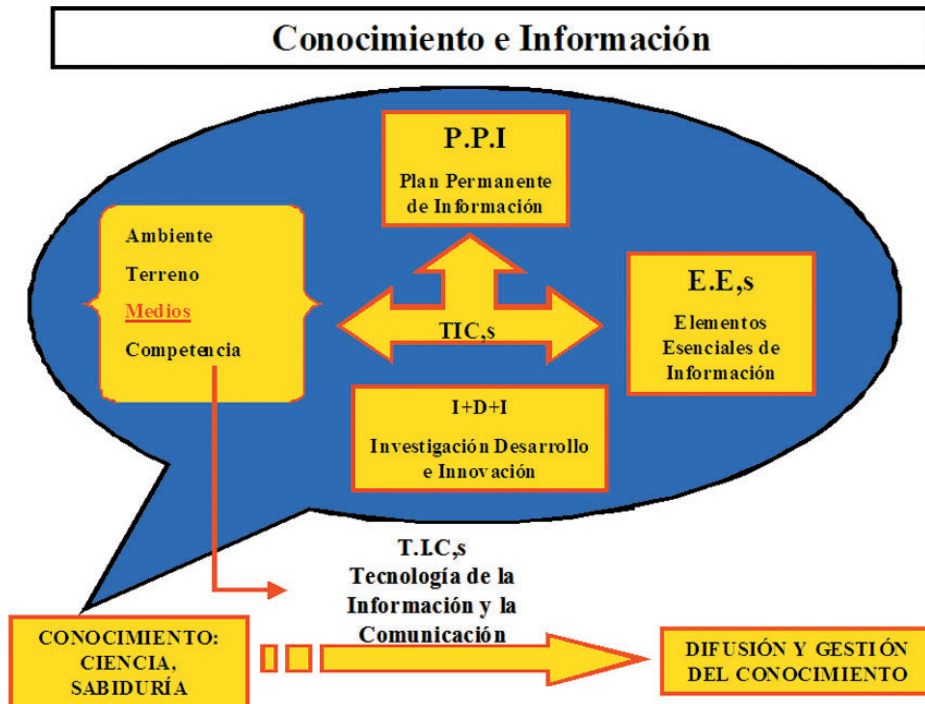 Conocimiento e Información
P.P.I
Plan Permanente
de Información
Ambiente
Terreno
Medios
Competencia
TIC,s
E.E,s
Elementos
Esenciales de
Información
I+D+I
Investigación Desarrollo
e Innovación
T.I.C,s
Tecnología de la
Información y la
Comunicación
CONOCIMIENTO:
CIENCIA,
SABIDURÍA
DIFUSIÓN Y GESTIÓN
DEL CONOCIMIENTO